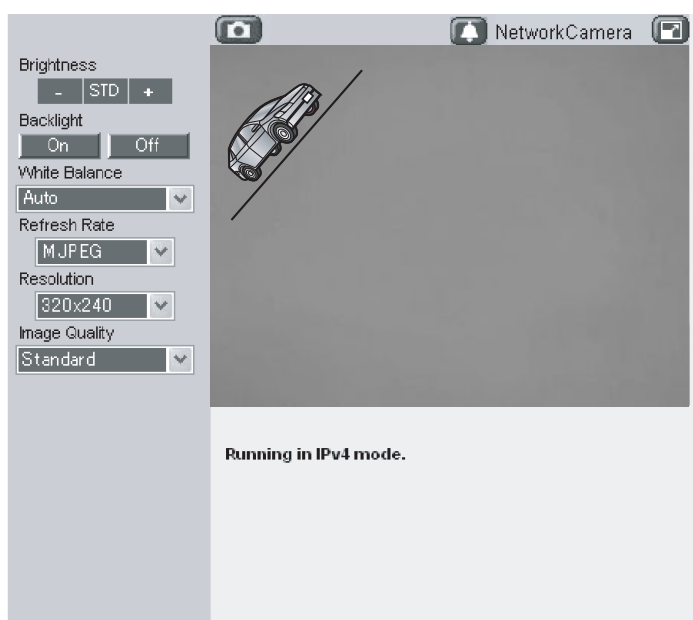 NetworkCamera
Brightness
- STD +
Backlight
On Off
White Balance
Auto
Refresh Rate
MJPEG
Resolution
320x240
Image Quality
Standard
Running in IPv4 mode.